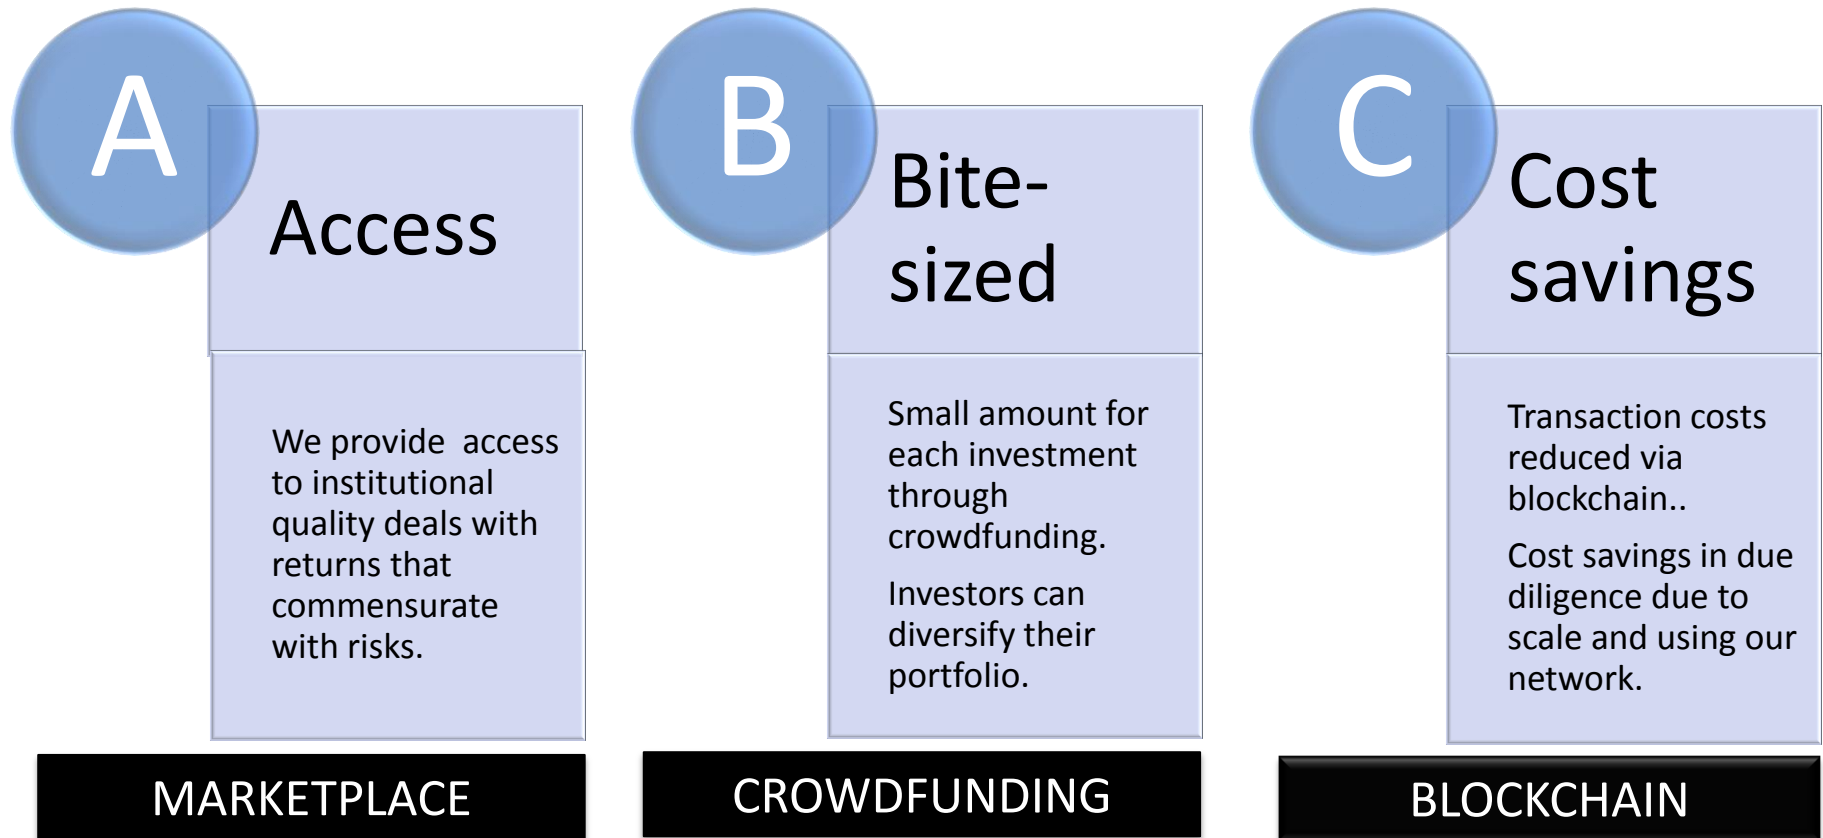 A
Access
We provide  access
to institutional
quality deals with
returns that
commensurate
with risks.
MARKETPLACE
B
Bite-
sized
Small amount for
each investment
through
crowdfunding.
Investors can
diversify their
portfolio.
CROWDFUNDING
C
Cost
savings
Transaction costs
reduced via
blockchain..
Cost savings in due
diligence due to
scale and using our
network.
BLOCKCHAIN